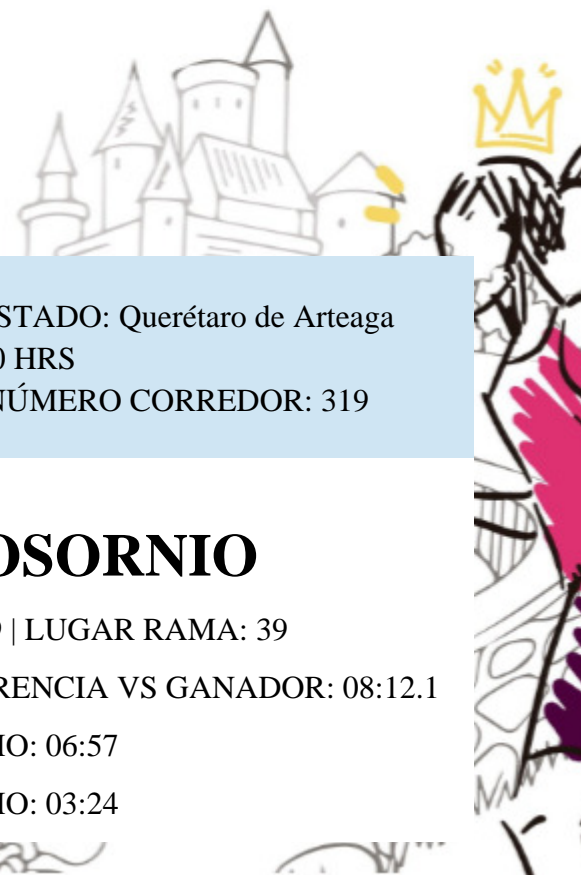 STADO: Querétaro de Arteaga
0 HRS
NÚMERO CORREDOR: 319
OSORNIO
9 | LUGAR RAMA: 39
RENCIA VS GANADOR: 08:12.1
IO: 06:57
IO: 03:24